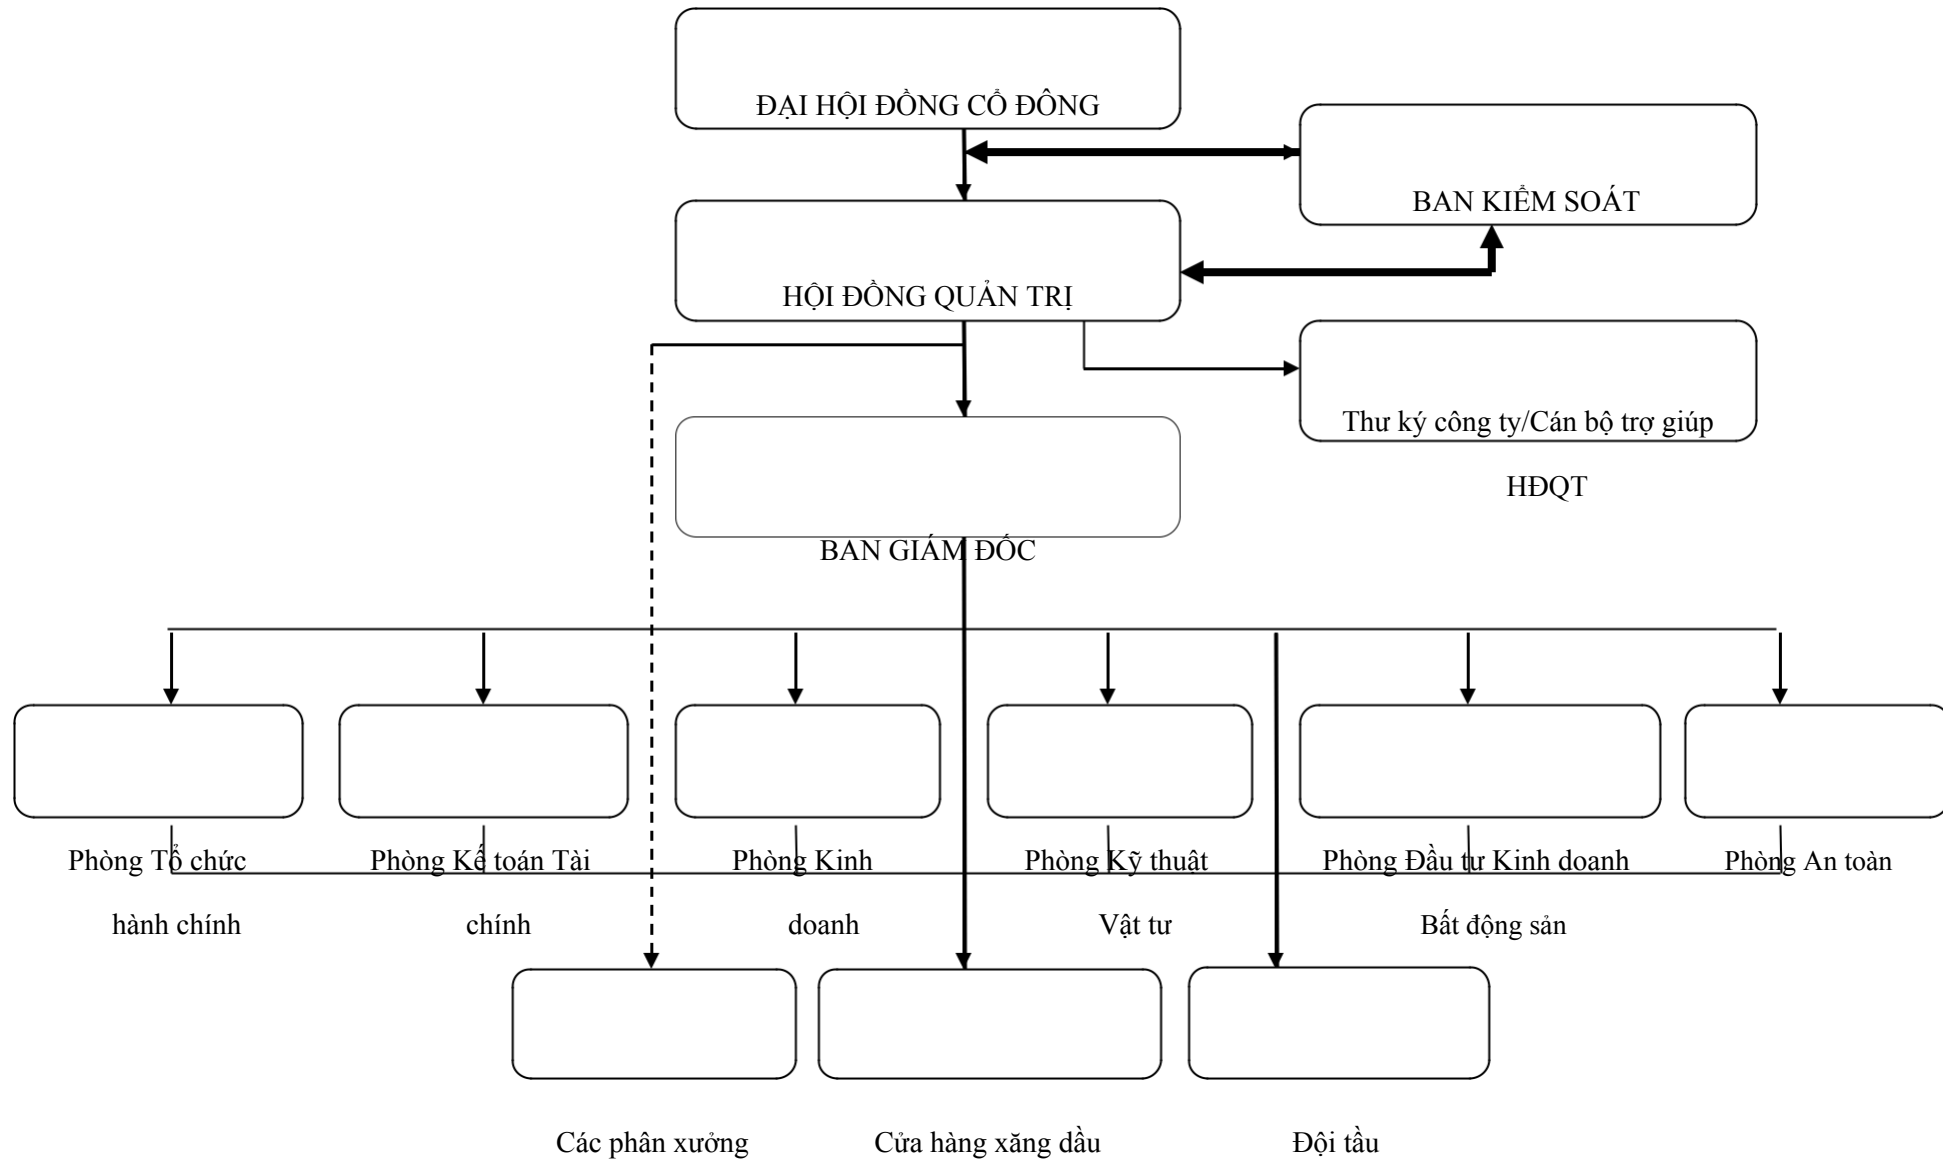 ĐẠI HỘI ĐỒNG CỔ ĐÔNG
BAN KIỂM SOÁT
HỘI ĐỒNG QUẢN TRỊ
Thư ký công ty/Cán bộ trợ giúp
HĐQT
BAN GIÁM ĐỐC
Phòng Tổ chức
hành chính
Phòng Kế toán Tài
chính
Phòng Kinh
doanh
Phòng Kỹ thuật
Vật tư
Phòng Đầu tư Kinh doanh
Bất động sản
Phòng An toàn
Các phân xưởng
Cửa hàng xăng dầu
Đội tầu